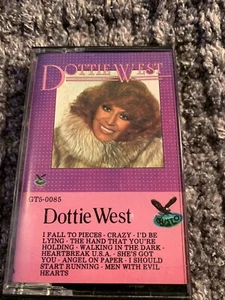 DOTTIE WEST
GT5-0085
Dottie West
I FALL TO PIECES - CRAZY - I'D BE
LYING - THE HAND THAT YOU'RE
HOLDING - WALKING IN THE DARK -
HEARTBREAK U.S.A. - SHE'S GOT
YOU - ANGEL ON PAPER - I SHOULD
START RUNNING - MEN WITH EVIL
HEARTS